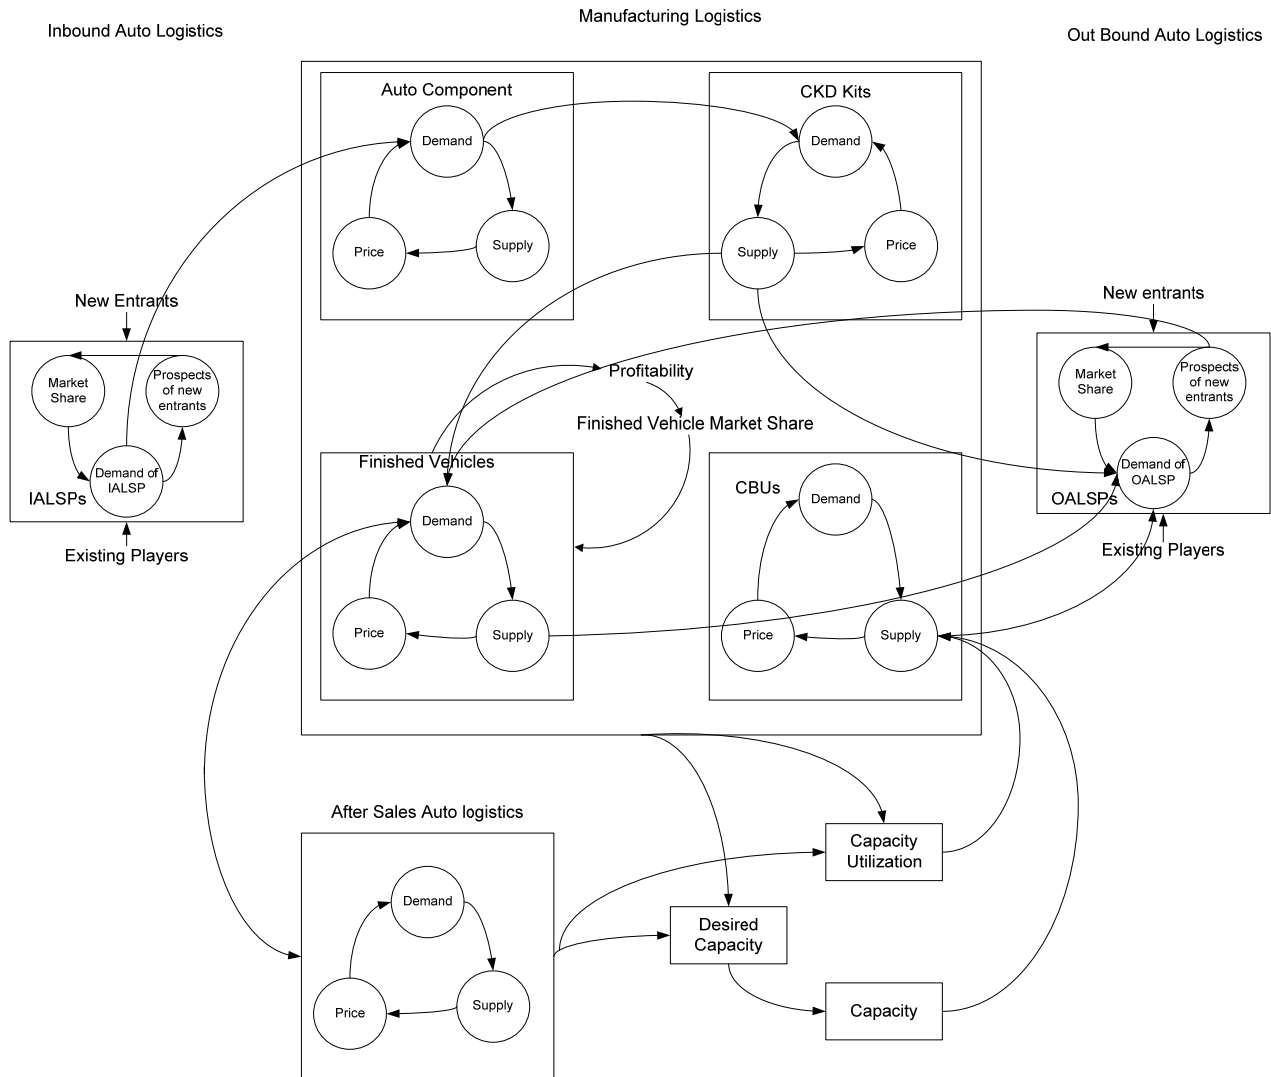 Manufacturing Logistics
Inbound Auto Logistics
Out Bound Auto Logistics
Auto Component
Demand
Price
Supply
CKD Kits
Demand
Supply
Price
New Entrants
Market
Share
Prospects
of new
entrants
Demand of
IALSP
IALSPs
Existing Players
New entrants
Market
Share
Prospects
of new
entrants
Demand of
OALSP
OALSPs
Existing Players
Profitability
Finished Vehicle Market Share
Finished Vehicles
Demand
Price
Supply
CBUs
Demand
Price
Supply
After Sales Auto logistics
Demand
Price
Supply
Capacity
Utilization
Desired
Capacity
Capacity